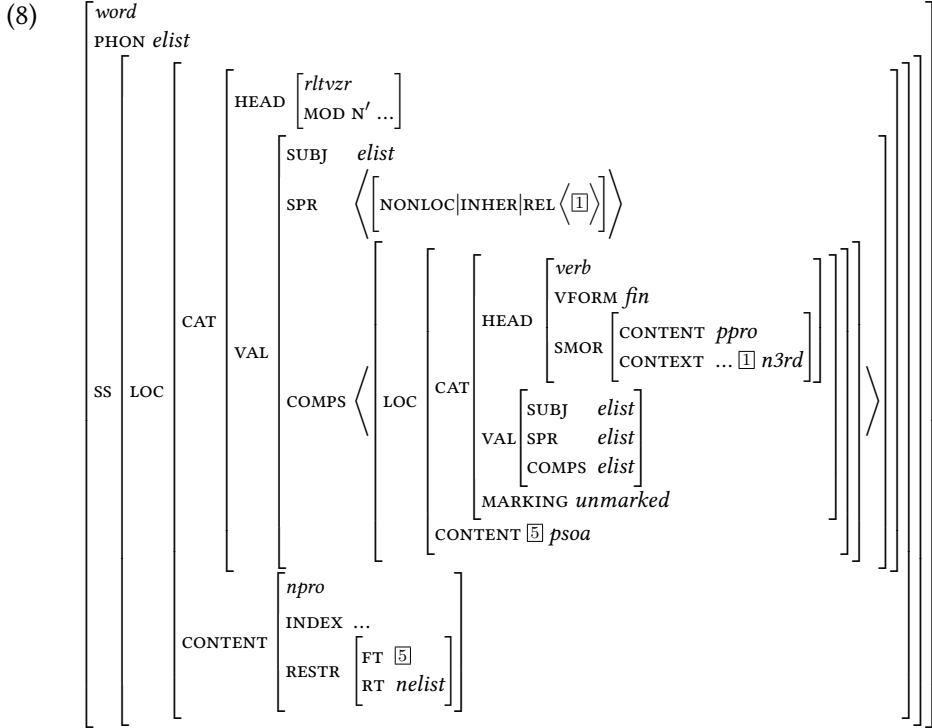 (8)
word
PHON elist
HEAD rltvzr
MOD N′ ...
SUBJ elist
SPR ⟨[NONLOC|INHER|REL ⟨1⟩]⟩
verb
VFORM fin
HEAD
CONTENT ppro
SMOR
CONTEXT ... 1 n3rd
CAT
VAL
SS LOC
COMPS ⟨ LOC CAT ⟩
SUBJ elist
VAL SPR elist
COMPS elist
MARKING unmarked
CONTENT 5 psoa
npro
INDEX ...
CONTENT
FT 5
RESTR
RT nelist